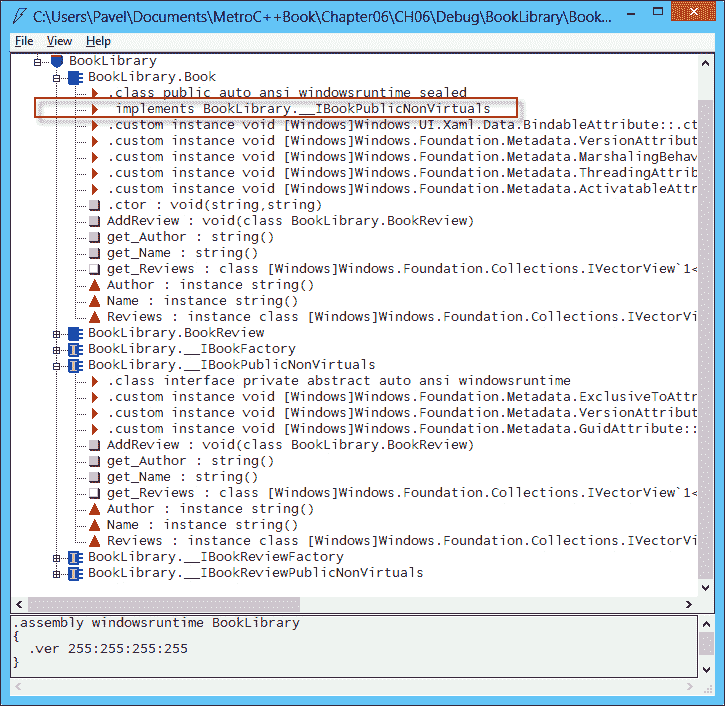 C:\Users\Pavel\Documents\MetroC++Book\Chapter06\CH06\Debug\BookLibrary\Book...
File View Help
BookLibrary
BookLibrary.Book
.class public auto ansi windowsruntime sealed
implements BookLibrary.__IBookPublicNonVirtuals
.custom instance void [Windows]Windows.UI.Xaml.Data.BindableAttribute::.ct
.custom instance void [Windows]Windows.Foundation.Metadata.VersionAttribut
.custom instance void [Windows]Windows.Foundation.Metadata.MarshalingBehav
.custom instance void [Windows]Windows.Foundation.Metadata.ThreadingAttrib
.custom instance void [Windows]Windows.Foundation.Metadata.ActivatableAttr
.ctor : void(string,string)
AddReview : void(class BookLibrary.BookReview)
get_Author : string()
get_Name : string()
get_Reviews : class [Windows]Windows.Foundation.Collections.IVectorView`1<
Author : instance string()
Name : instance string()
Reviews : instance class [Windows]Windows.Foundation.Collections.IVectorVi
BookLibrary.BookReview
BookLibrary.__IBookFactory
BookLibrary.__IBookPublicNonVirtuals
.class interface private abstract auto ansi windowsruntime
.custom instance void [Windows]Windows.Foundation.Metadata.ExclusiveToAttr
.custom instance void [Windows]Windows.Foundation.Metadata.VersionAttribut
.custom instance void [Windows]Windows.Foundation.Metadata.GuidAttribute::
AddReview : void(class BookLibrary.BookReview)
get_Author : string()
get_Name : string()
get_Reviews : class [Windows]Windows.Foundation.Collections.IVectorView`1<
Author : instance string()
Name : instance string()
Reviews : instance class [Windows]Windows.Foundation.Collections.IVectorVi
BookLibrary.__IBookReviewFactory
BookLibrary.__IBookReviewPublicNonVirtuals
.assembly windowsruntime BookLibrary
{
.ver 255:255:255:255
}